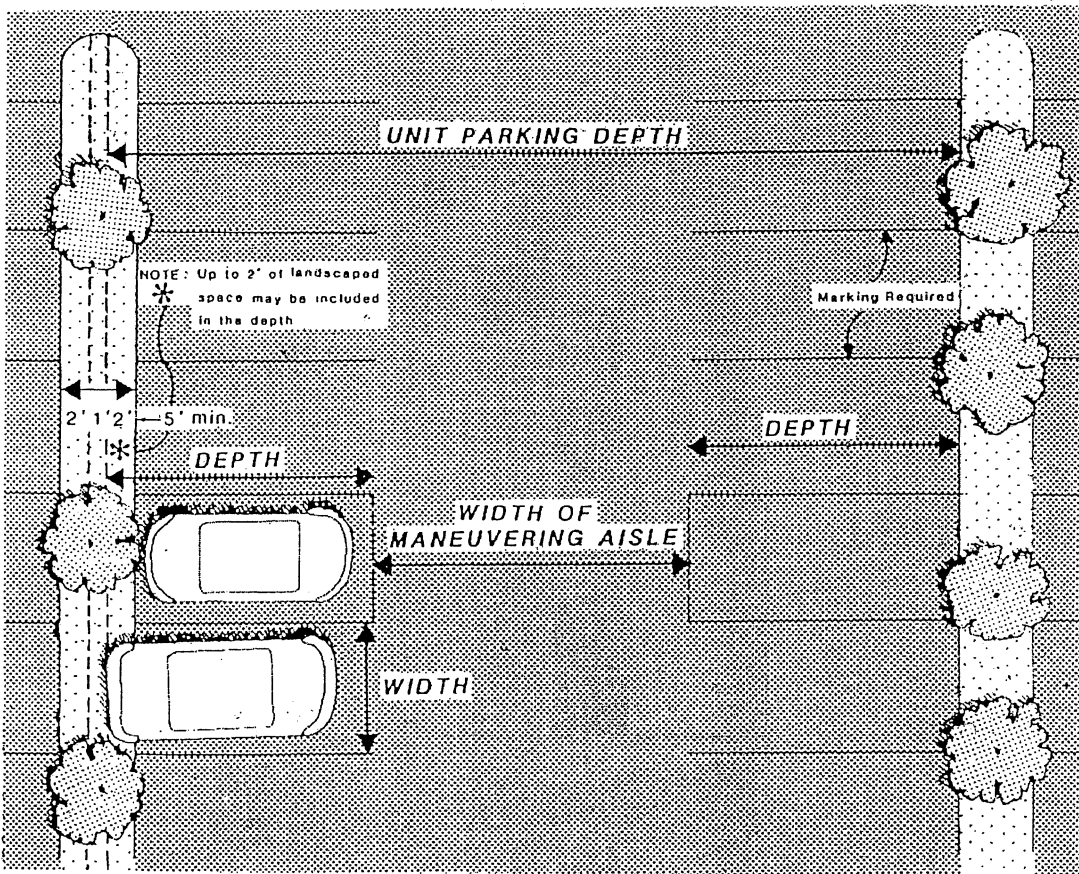 UNIT PARKING DEPTH
NOTE: Up to 2' of landscaped
* space may be included
in the depth
Marking Required
2' 1' 2' 5' min.
*
DEPTH
DEPTH
WIDTH OF
MANEUVERING AISLE
WIDTH